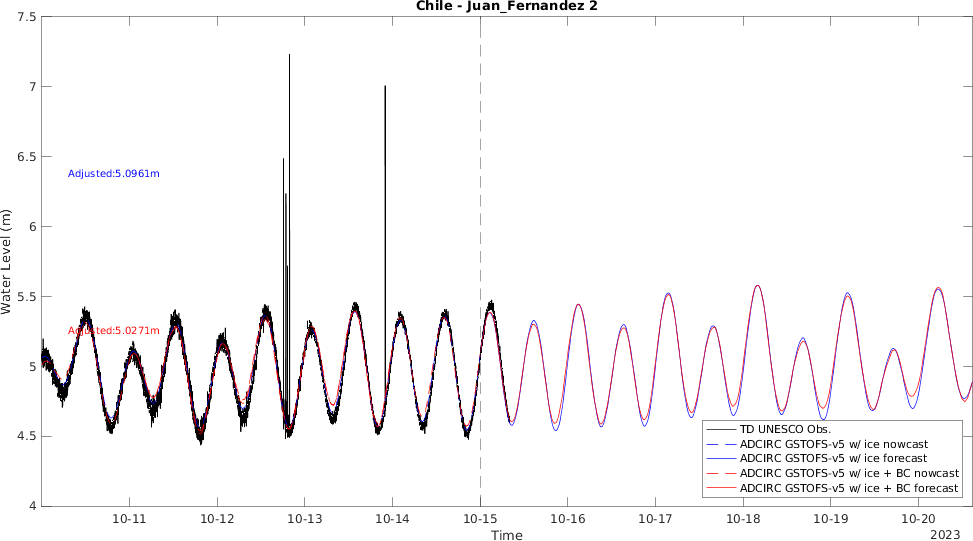 Chile - Juan_Fernandez 2
7.5
7
6.5
6
5.5
5
4.5
4
Water Level (m)
Adjusted:5.0961m
Adjusted:5.0271m
TD UNESCO Obs.
ADCIRC GSTOFS-v5 w/ ice nowcast
ADCIRC GSTOFS-v5 w/ ice forecast
ADCIRC GSTOFS-v5 w/ ice + BC nowcast
ADCIRC GSTOFS-v5 w/ ice + BC forecast
10-11 10-12 10-13 10-14 10-15 10-16 10-17 10-18 10-19 10-20
Time
2023